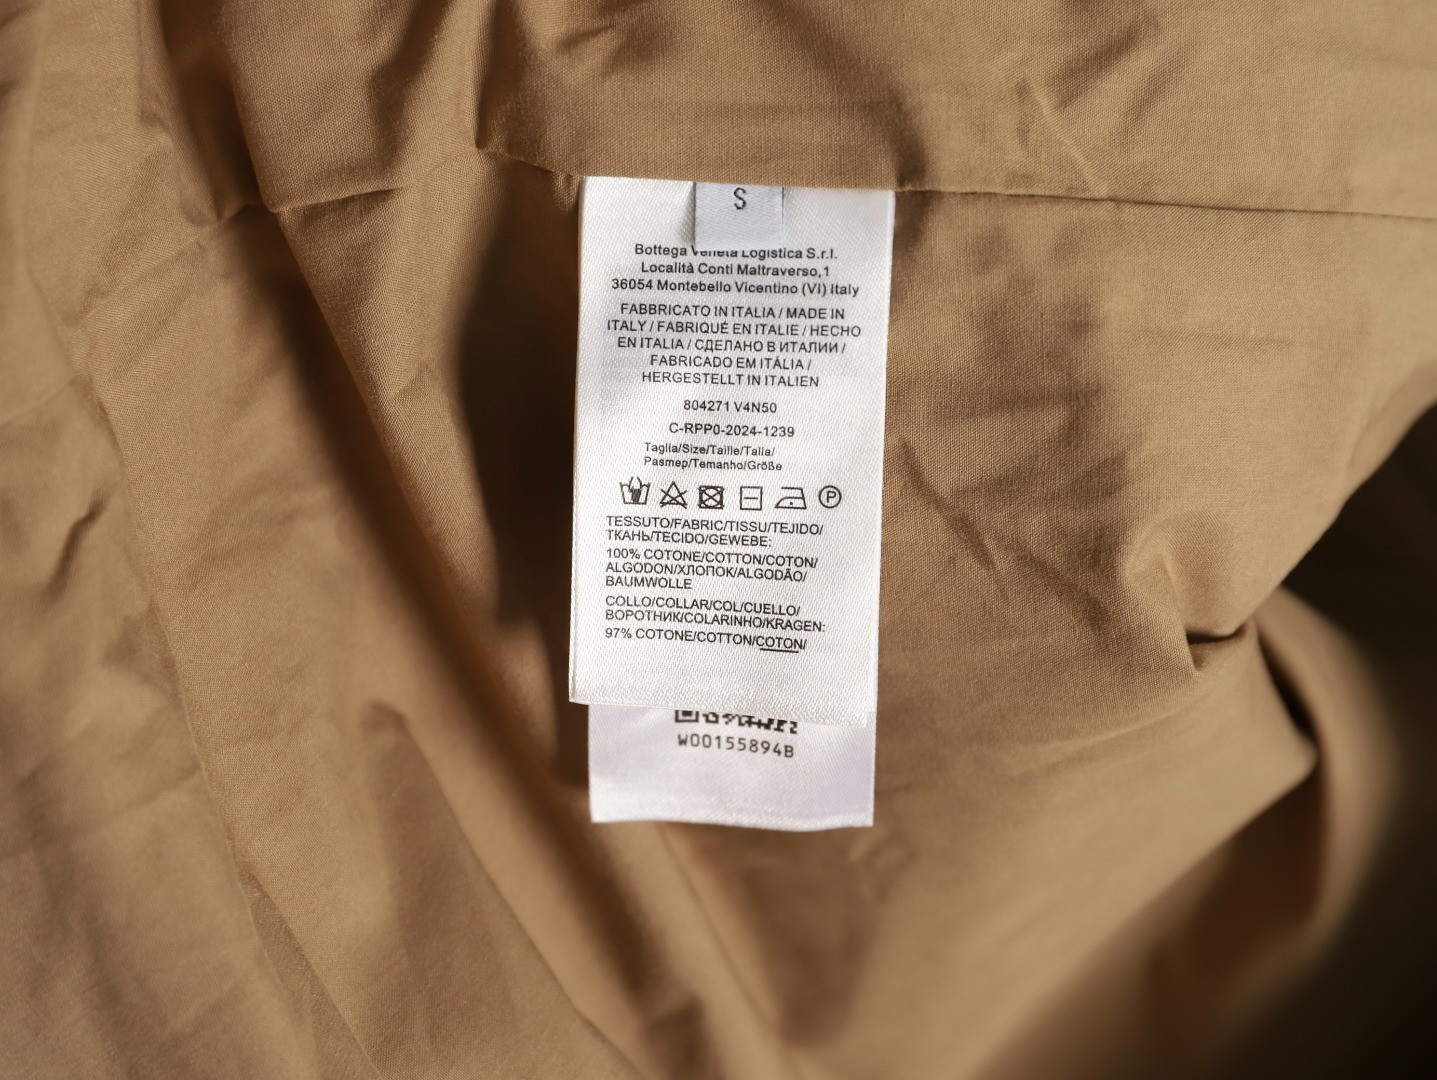 S
Bottega Veneta Logistica S.r.l.
Località Conti Maltraverso,1
36054 Montebello Vicentino (VI) Italy
FABBRICATO IN ITALIA / MADE IN
ITALY / FABRIQUÉ EN ITALIE / HECHO
EN ITALIA / СДЕЛАНО В ИТАЛИИ /
FABRICADO EM ITÁLIA /
HERGESTELLT IN ITALIEN
804271 V4N50
C-RPP0-2024-1239
Taglia/Size/Taille/Talla/
Размер/Tamanho/Größe
P
TESSUTO/FABRIC/TISSU/TEJIDO/
ТКАНЬ/TECIDO/GEWEBE:
100% COTONE/COTTON/COTON/
ALGODON/ХЛОПОК/ALGODÃO/
BAUMWOLLE
COLLO/COLLAR/COL/CUELLO/
ВОРОТНИК/COLARINHO/KRAGEN:
97% COTONE/COTTON/COTON/
W00155894B